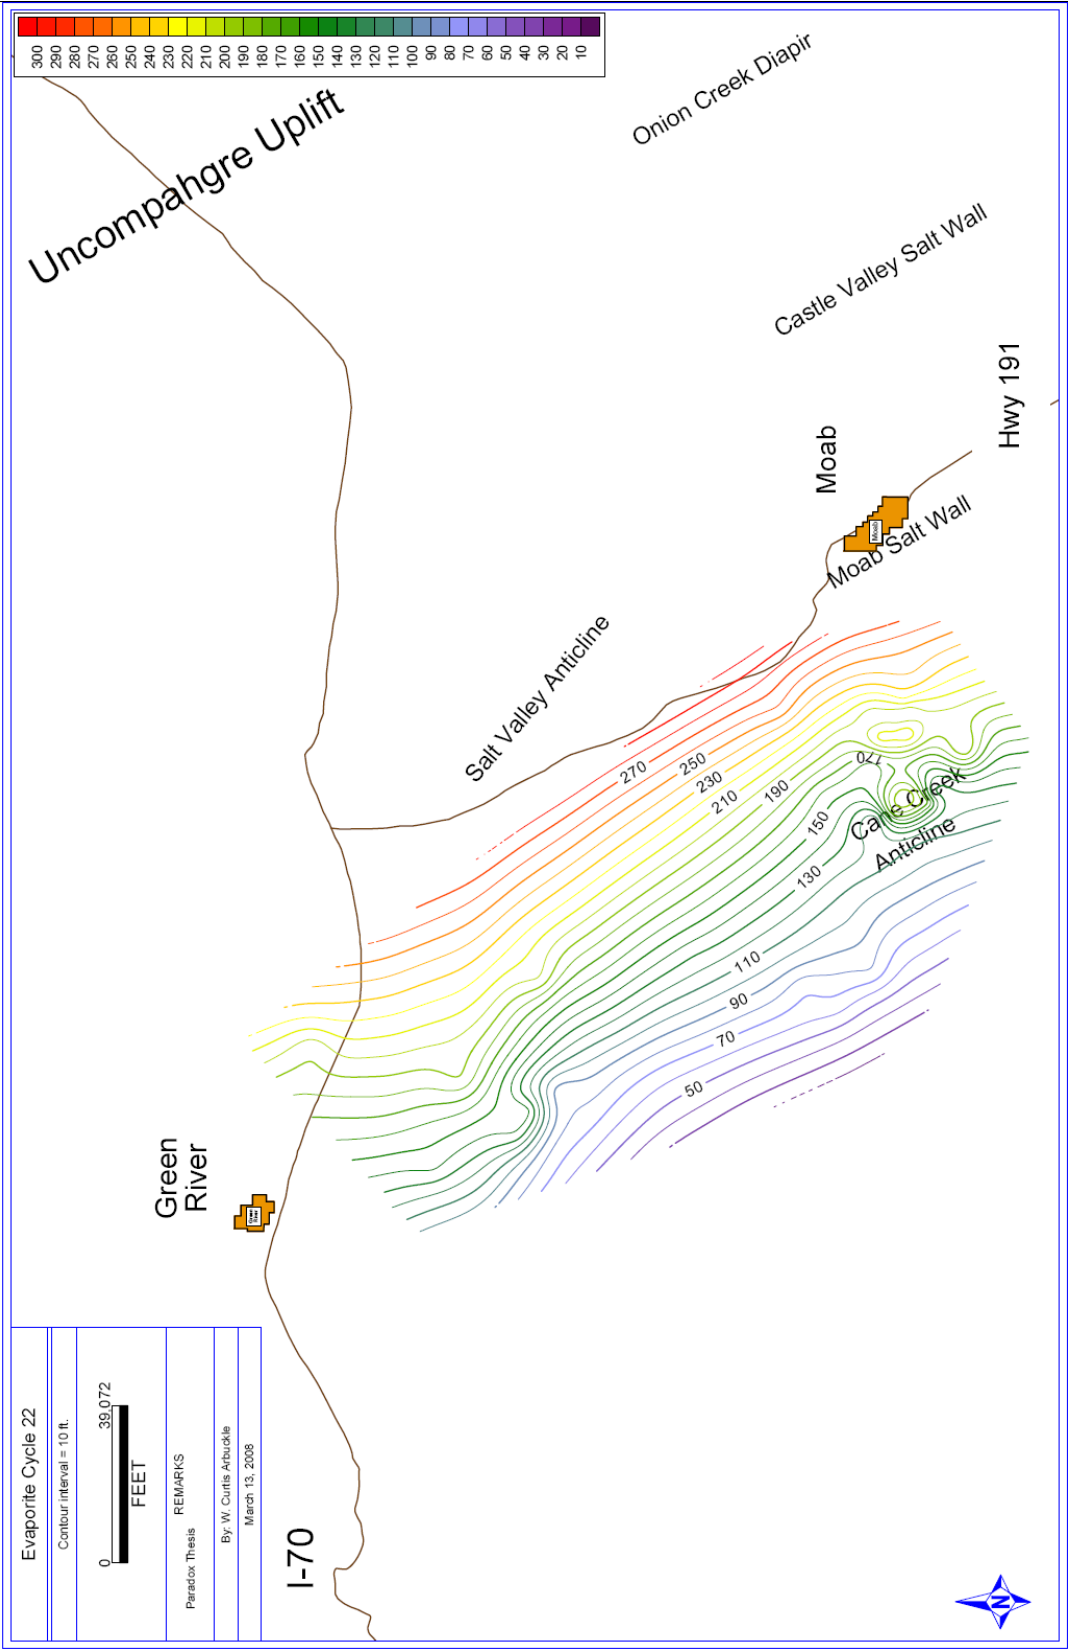 300
290
280
270
260
250
240
230
220
210
200
190
180
170
160
150
140
130
120
110
100
90
80
70
60
50
40
30
20
10
Uncompahgre Uplift
Onion Creek Diapir
Castle Valley Salt Wall
Hwy 191
Moab
Moab
Moab Salt Wall
Salt Valley Anticline
270
250
230
210
190
170
150
130
110
90
70
50
Cane Creek
Anticline
Green
River
Green
River
I-70
Evaporite Cycle 22
Contour interval = 10 ft.
0
39,072
FEET
REMARKS
Paradox Thesis
By: W. Curtis Arbuckle
March 13, 2008
N